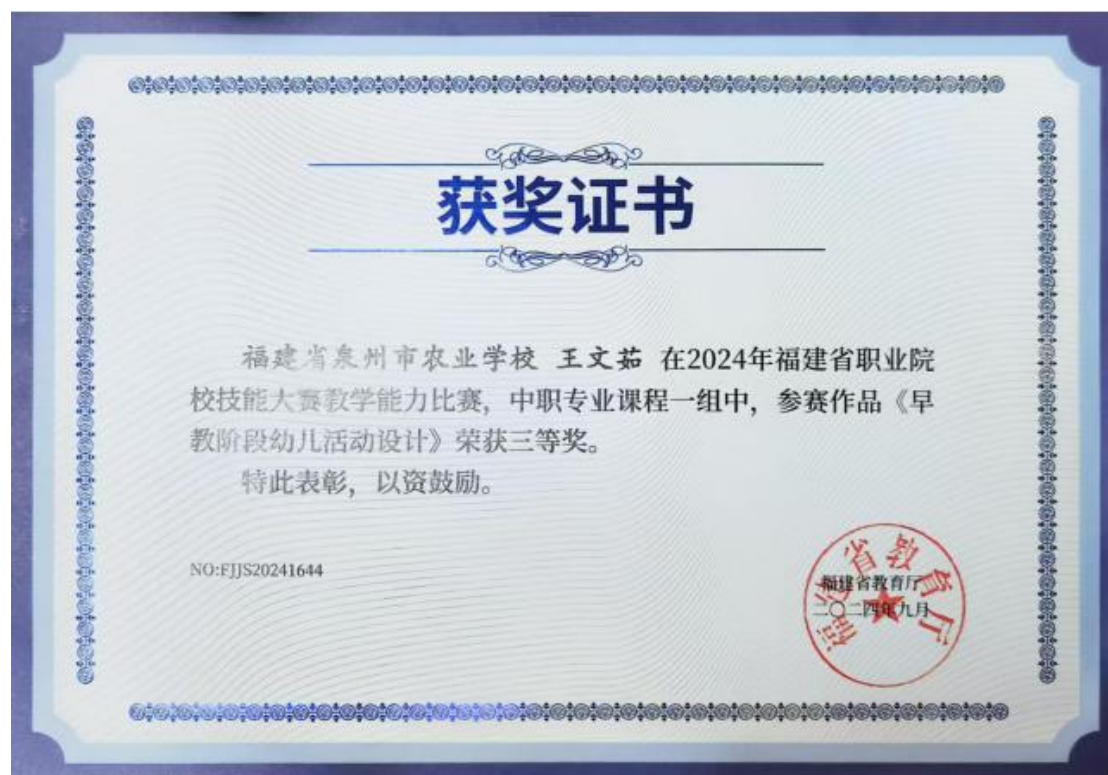 获奖证书
福建省泉州市农业学校 王文茹 在2024年福建省职业院
校技能大赛教学能力比赛，中职专业课程一组中，参赛作品《早
教阶段幼儿活动设计》荣获三等奖。
特此表彰，以资鼓励。
NO:FJJS20241644
福建省教育厅
福建省教育厅
二〇二四年九月